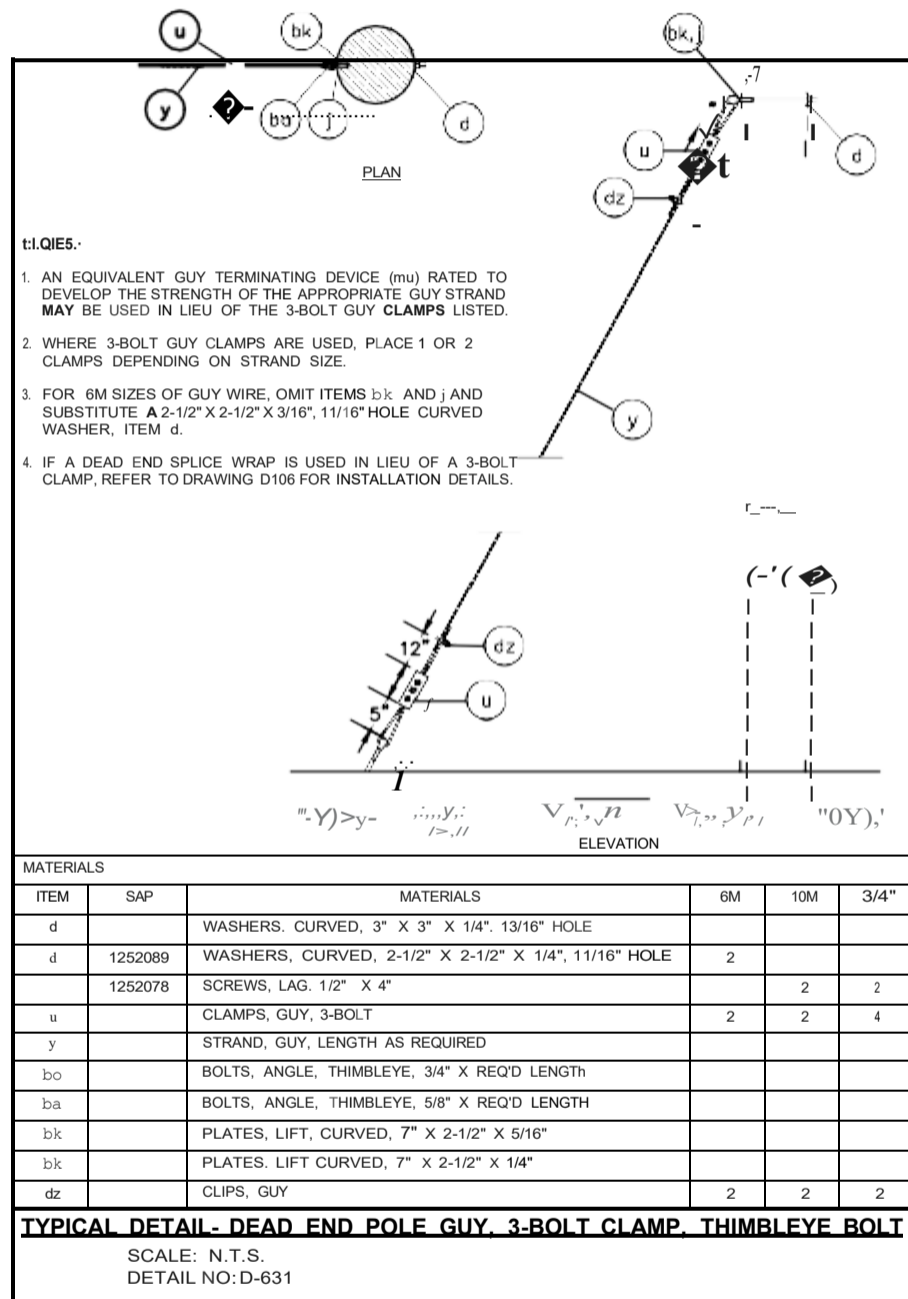 u
bk
bk, j
y
ba
j
d
u
d
PLAN
dz
t:I.QIE5.·
1. AN EQUIVALENT GUY TERMINATING DEVICE (mu) RATED TO
DEVELOP THE STRENGTH OF THE APPROPRIATE GUY STRAND
MAY BE USED IN LIEU OF THE 3-BOLT GUY CLAMPS LISTED.
2. WHERE 3-BOLT GUY CLAMPS ARE USED, PLACE 1 OR 2
CLAMPS DEPENDING ON STRAND SIZE.
3. FOR 6M SIZES OF GUY WIRE, OMIT ITEMS bk AND j AND
SUBSTITUTE A 2-1/2" X 2-1/2" X 3/16", 11/16" HOLE CURVED
WASHER, ITEM d.
4. IF A DEAD END SPLICE WRAP IS USED IN LIEU OF A 3-BOLT
CLAMP, REFER TO DRAWING D106 FOR INSTALLATION DETAILS.
y
12"
dz
5"
u
ELEVATION
MATERIALS
ITEM SAP MATERIALS 6M 10M 3/4"
d WASHERS. CURVED, 3" X 3" X 1/4". 13/16" HOLE
d 1252089 WASHERS, CURVED, 2-1/2" X 2-1/2" X 1/4", 11/16" HOLE 2
1252078 SCREWS, LAG. 1/2" X 4" 2 2
u CLAMPS, GUY, 3-BOLT 2 2 4
y STRAND, GUY, LENGTH AS REQUIRED
bo BOLTS, ANGLE, THIMBLEYE, 3/4" X REQ'D LENGTh
ba BOLTS, ANGLE, THIMBLEYE, 5/8" X REQ'D LENGTH
bk PLATES, LIFT, CURVED, 7" X 2-1/2" X 5/16"
bk PLATES. LIFT CURVED, 7" X 2-1/2" X 1/4"
dz CLIPS, GUY 2 2 2
TYPICAL DETAIL- DEAD END POLE GUY, 3-BOLT CLAMP, THIMBLEYE BOLT
SCALE: N.T.S.
DETAIL NO: D-631